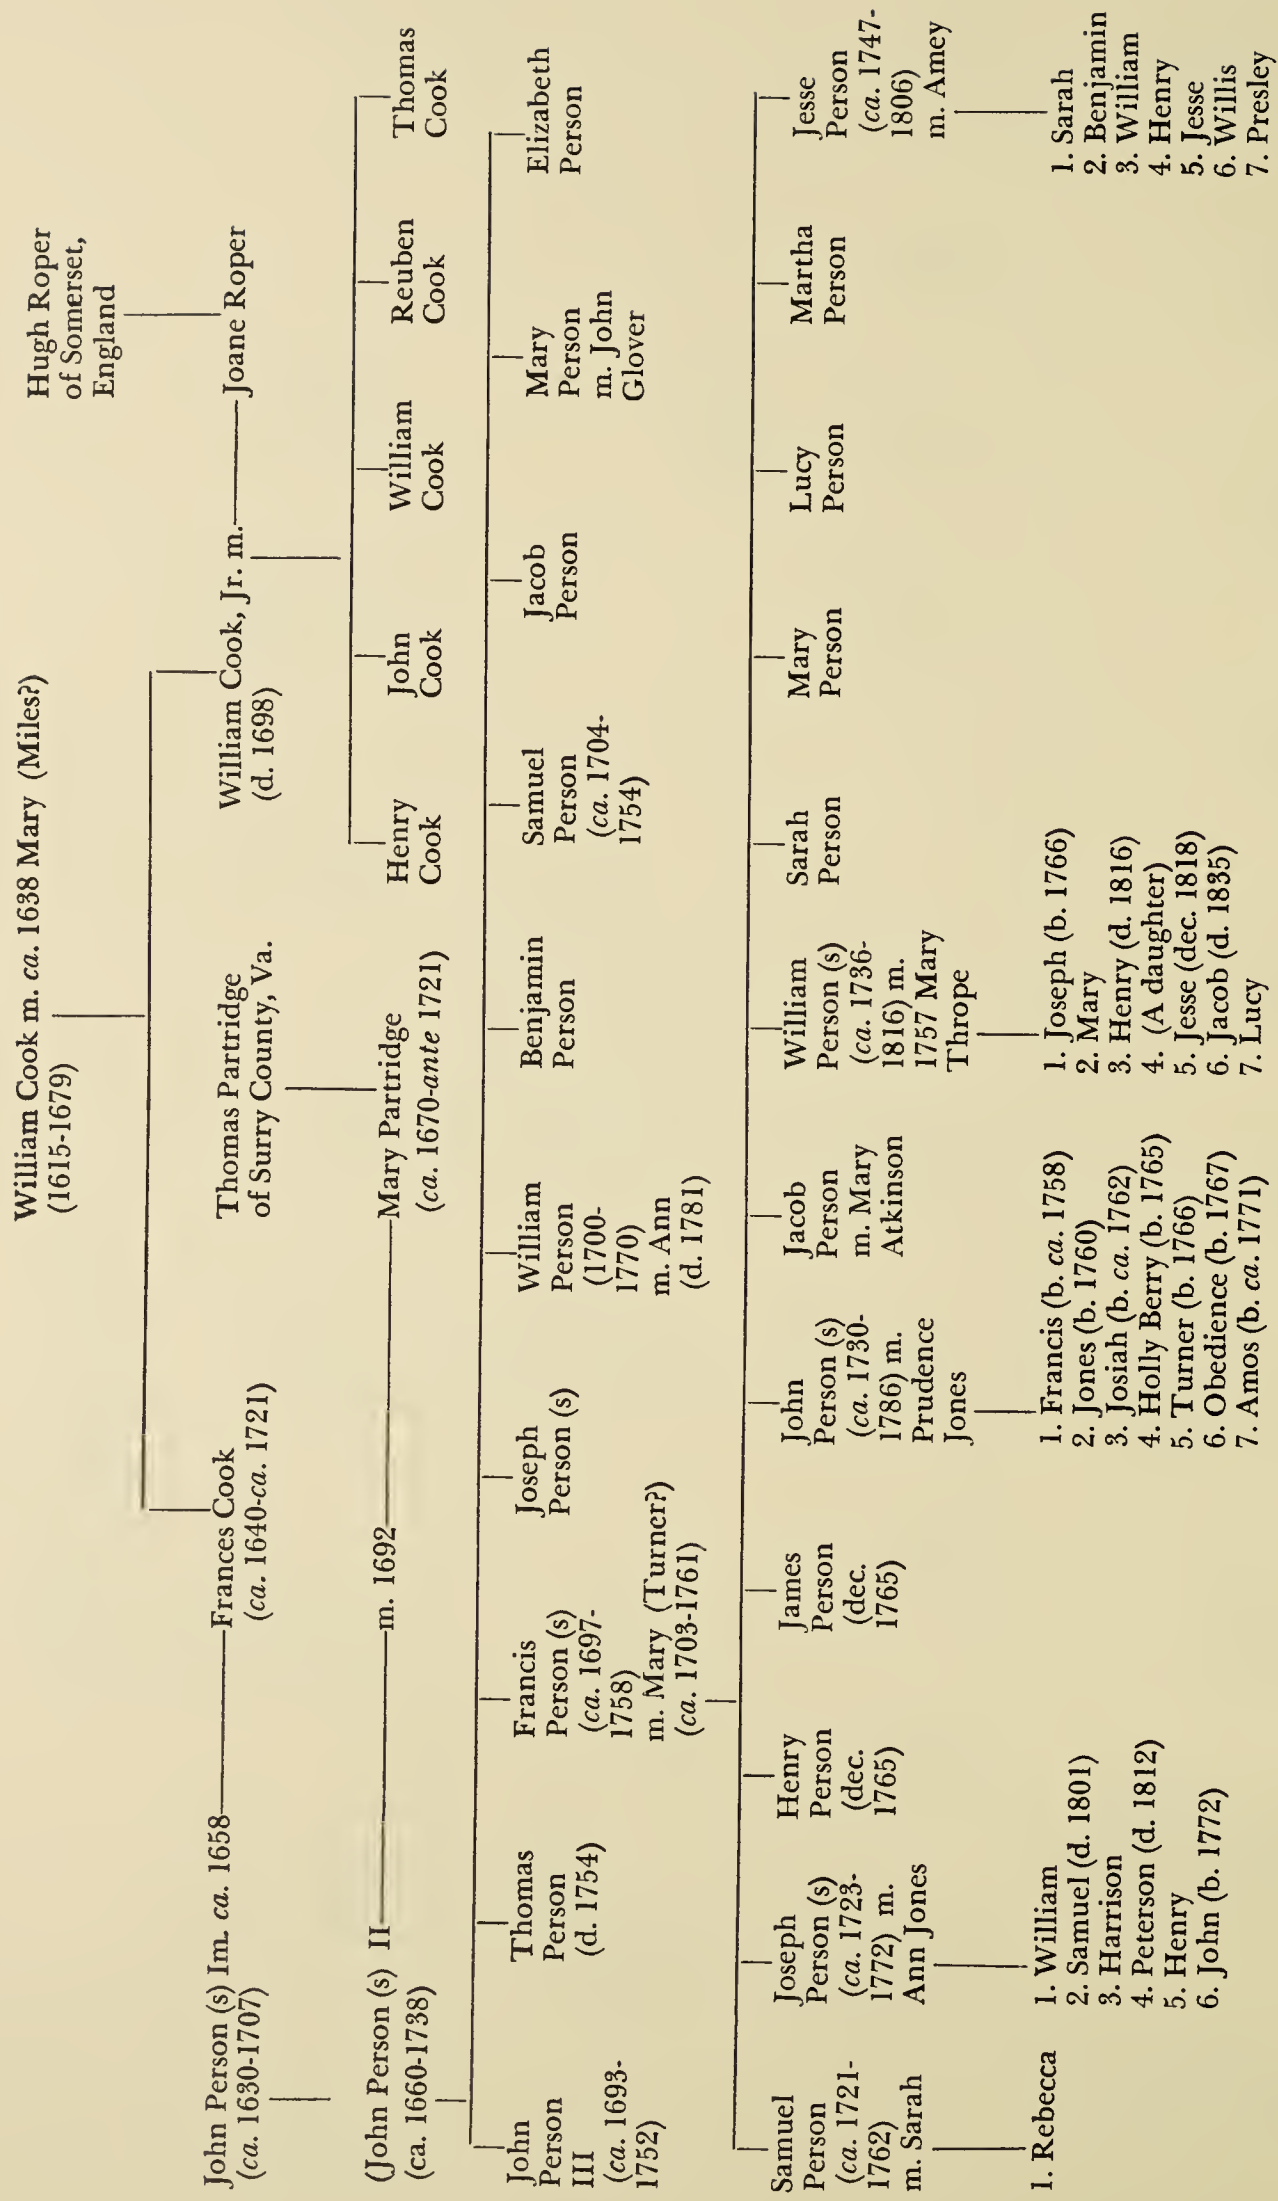 William Cook m. ca. 1638 Mary (Miles?)
(1615-1679)
Hugh Roper
of Somerset,
England
John Person (s) Im. ca. 1658
(ca. 1630-1707)
Frances Cook
(ca. 1640-ca. 1721)
Thomas Partridge
of Surry County, Va.
William Cook, Jr. m.
(d. 1698)
Joane Roper
(John Person (s) II
(ca. 1660-1738)
m. 1692
Mary Partridge
(ca. 1670-ante 1721)
Henry
Cook
John
Cook
William
Cook
Reuben
Cook
Thomas
Cook
John
Person
III
(ca. 1693-
1752)
Thomas
Person
(d. 1754)
Francis
Person (s)
(ca. 1697-
1758)
m. Mary (Turner?)
(ca. 1703-1761)
Joseph
Person (s)
William
Person
(1700-
1770)
m. Ann
(d. 1781)
Benjamin
Person
Samuel
Person
(ca. 1704-
1754)
Jacob
Person
Mary
Person
m. John
Glover
Elizabeth
Person
Samuel
Person
(ca. 1721-
1762)
m. Sarah
Joseph
Person (s)
(ca. 1723-
1772) m.
Ann Jones
Henry
Person
(dec.
1765)
James
Person
(dec.
1765)
John
Person (s)
(ca. 1730-
1786) m.
Prudence
Jones
Jacob
Person
m. Mary
Atkinson
William
Person (s)
(ca. 1736-
1816) m.
1757 Mary
Thrope
Sarah
Person
Mary
Person
Lucy
Person
Martha
Person
Jesse
Person
(ca. 1747-
1806)
m. Amey
1. Rebecca
1. William
2. Samuel (d. 1801)
3. Harrison
4. Peterson (d. 1812)
5. Henry
6. John (b. 1772)
1. Francis (b. ca. 1758)
2. Jones (b. 1760)
3. Josiah (b. ca. 1762)
4. Holly Berry (b. 1765)
5. Turner (b. 1766)
6. Obedience (b. 1767)
7. Amos (b. ca. 1771)
1. Joseph (b. 1766)
2. Mary
3. Henry (d. 1816)
4. (A daughter)
5. Jesse (dec. 1818)
6. Jacob (d. 1835)
7. Lucy
1. Sarah
2. Benjamin
3. William
4. Henry
5. Jesse
6. Willis
7. Presley